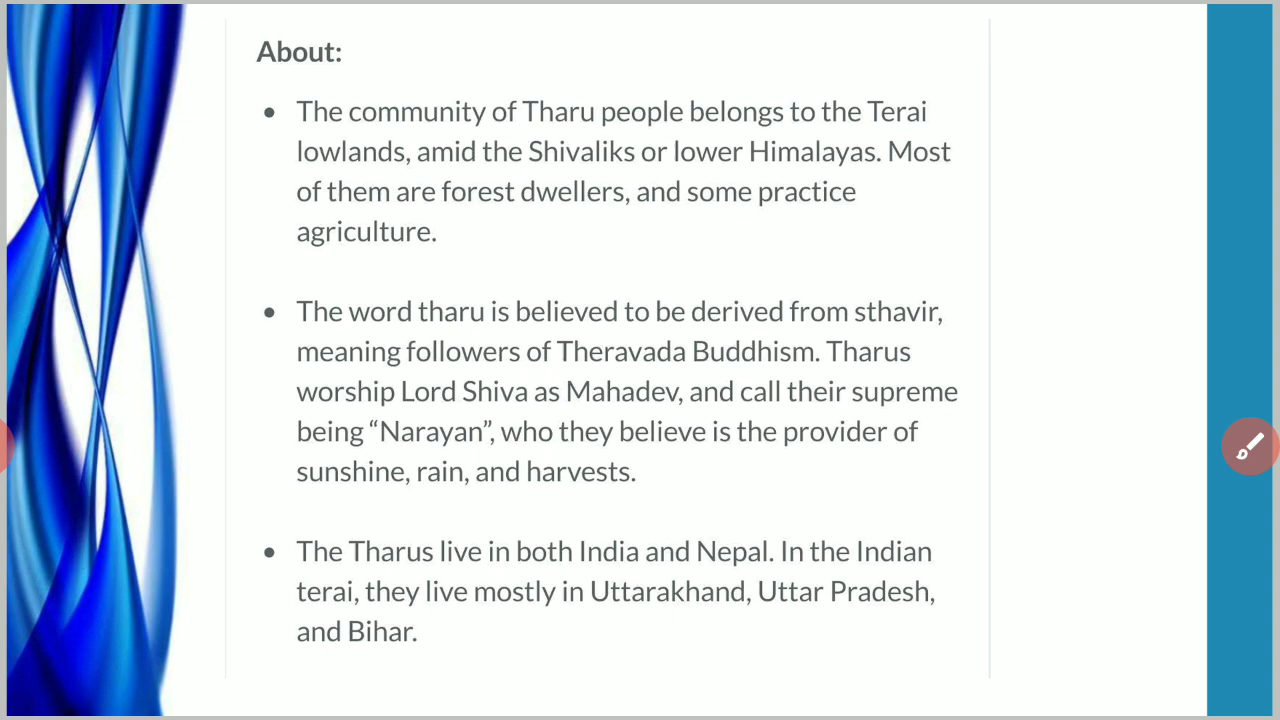 About:
• The community of Tharu people belongs to the Terai
lowlands, amid the Shivaliks or lower Himalayas. Most
of them are forest dwellers, and some practice
agriculture.
• The word tharu is believed to be derived from sthavir,
meaning followers of Theravada Buddhism. Tharus
worship Lord Shiva as Mahadev, and call their supreme
being “Narayan”, who they believe is the provider of
sunshine, rain, and harvests.
• The Tharus live in both India and Nepal. In the Indian
terai, they live mostly in Uttarakhand, Uttar Pradesh,
and Bihar.